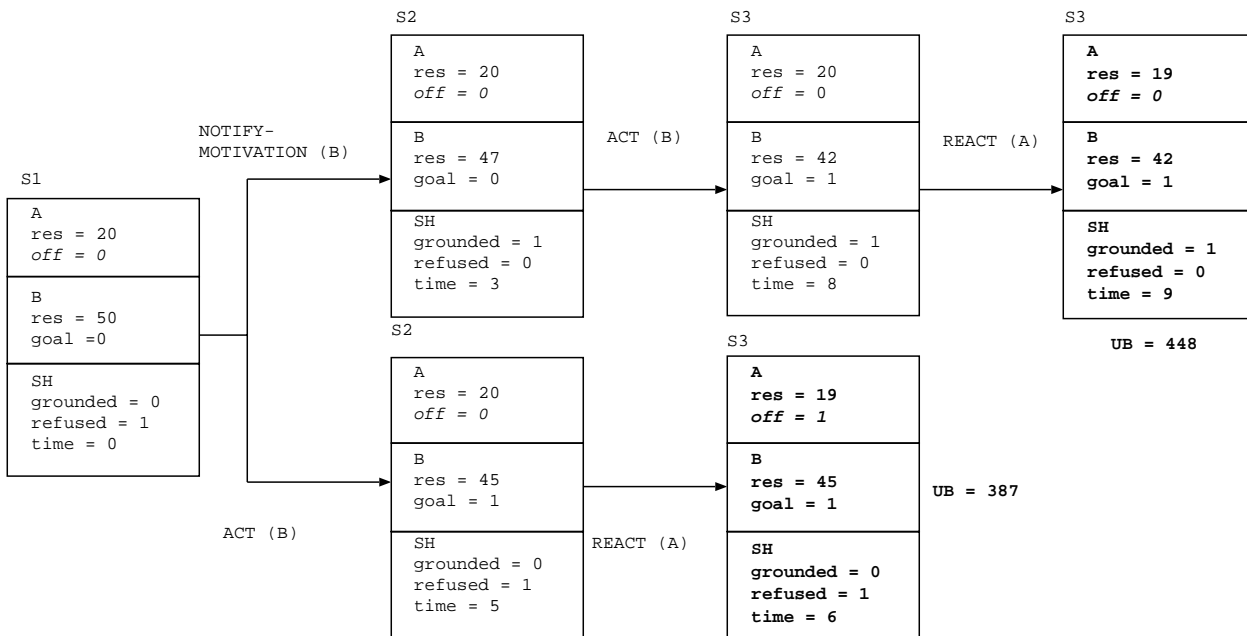 S1
A
res = 20
off = 0
B
res = 50
goal =0
SH
grounded = 0
refused = 1
time = 0
NOTIFY-
MOTIVATION (B)
S2
A
res = 20
off = 0
B
res = 47
goal = 0
SH
grounded = 1
refused = 0
time = 3
ACT (B)
S3
A
res = 20
off = 0
B
res = 42
goal = 1
SH
grounded = 1
refused = 0
time = 8
REACT (A)
S3
A
res = 19
off = 0
B
res = 42
goal = 1
SH
grounded = 1
refused = 0
time = 9
UB = 448
ACT (B)
S2
A
res = 20
off = 0
B
res = 45
goal = 1
SH
grounded = 0
refused = 1
time = 5
REACT (A)
S3
A
res = 19
off = 1
B
res = 45
goal = 1
SH
grounded = 0
refused = 1
time = 6
UB = 387